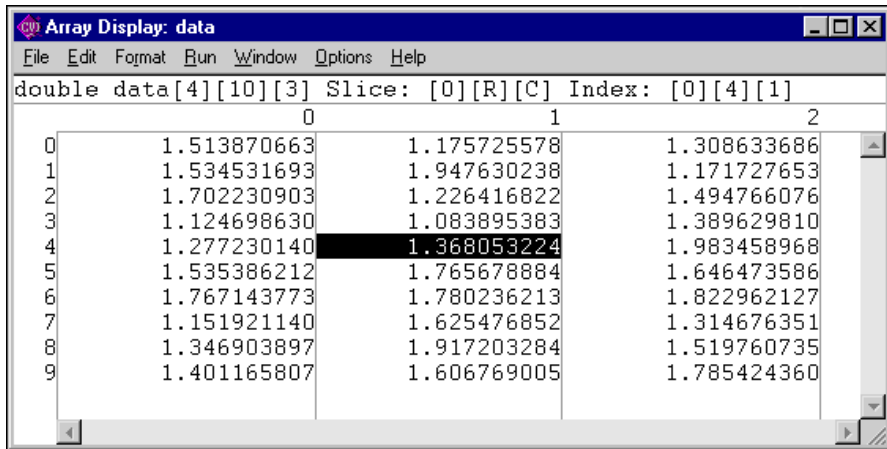 CVI Array Display: data
File Edit Format Run Window Options Help
double data[4][10][3] Slice: [0][R][C] Index: [0][4][1]
0 1 2
0 1.513870663 1.175725578 1.308633686
1 1.534531693 1.947630238 1.171727653
2 1.702230903 1.226416822 1.494766076
3 1.124698630 1.083895383 1.389629810
4 1.277230140 1.368053224 1.983458968
5 1.535386212 1.765678884 1.646473586
6 1.767143773 1.780236213 1.822962127
7 1.151921140 1.625476852 1.314676351
8 1.346903897 1.917203284 1.519760735
9 1.401165807 1.606769005 1.785424360